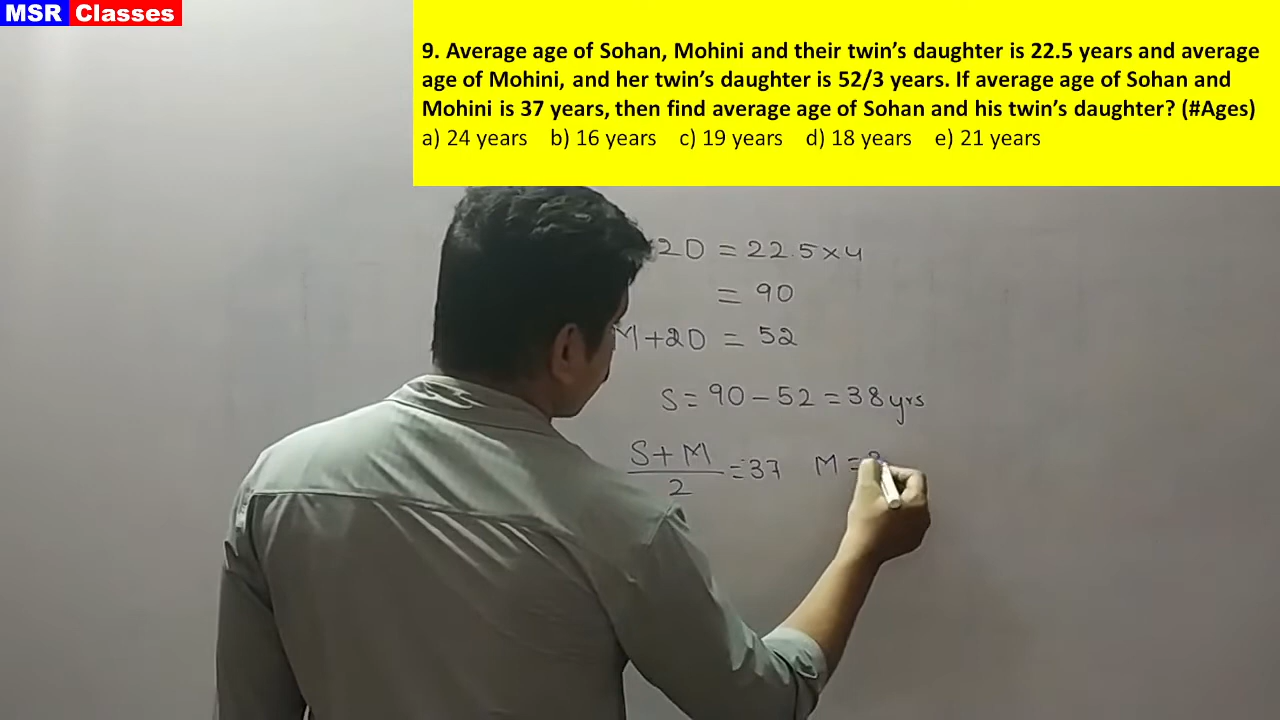 MSR Classes
9. Average age of Sohan, Mohini and their twin's daughter is 22.5 years and average
age of Mohini, and her twin's daughter is 52/3 years. If average age of Sohan and
Mohini is 37 years, then find average age of Sohan and his twin's daughter? (#Ages)
a) 24 years b) 16 years c) 19 years d) 18 years e) 21 years
2D = 22.5×4
= 90
M+2D = 52
S = 90 - 52 = 38 yrs
S+M
2
=37 M =